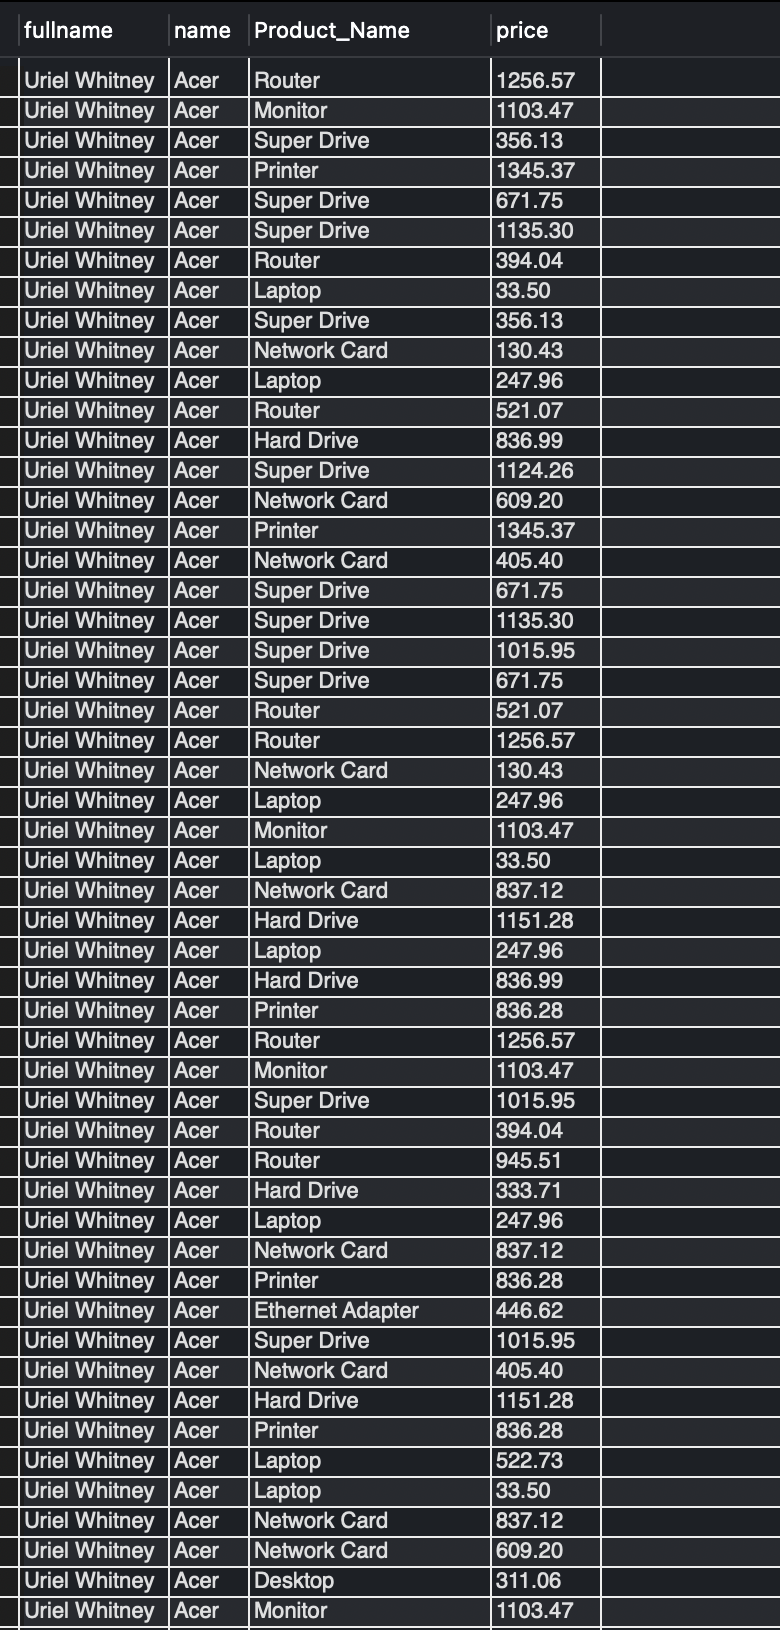 fullname name Product_Name price
Uriel Whitney Acer Router 1256.57
Uriel Whitney Acer Monitor 1103.47
Uriel Whitney Acer Super Drive 356.13
Uriel Whitney Acer Printer 1345.37
Uriel Whitney Acer Super Drive 671.75
Uriel Whitney Acer Super Drive 1135.30
Uriel Whitney Acer Router 394.04
Uriel Whitney Acer Laptop 33.50
Uriel Whitney Acer Super Drive 356.13
Uriel Whitney Acer Network Card 130.43
Uriel Whitney Acer Laptop 247.96
Uriel Whitney Acer Router 521.07
Uriel Whitney Acer Hard Drive 836.99
Uriel Whitney Acer Super Drive 1124.26
Uriel Whitney Acer Network Card 609.20
Uriel Whitney Acer Printer 1345.37
Uriel Whitney Acer Network Card 405.40
Uriel Whitney Acer Super Drive 671.75
Uriel Whitney Acer Super Drive 1135.30
Uriel Whitney Acer Super Drive 1015.95
Uriel Whitney Acer Super Drive 671.75
Uriel Whitney Acer Router 521.07
Uriel Whitney Acer Router 1256.57
Uriel Whitney Acer Network Card 130.43
Uriel Whitney Acer Laptop 247.96
Uriel Whitney Acer Monitor 1103.47
Uriel Whitney Acer Laptop 33.50
Uriel Whitney Acer Network Card 837.12
Uriel Whitney Acer Hard Drive 1151.28
Uriel Whitney Acer Laptop 247.96
Uriel Whitney Acer Hard Drive 836.99
Uriel Whitney Acer Printer 836.28
Uriel Whitney Acer Router 1256.57
Uriel Whitney Acer Monitor 1103.47
Uriel Whitney Acer Super Drive 1015.95
Uriel Whitney Acer Router 394.04
Uriel Whitney Acer Router 945.51
Uriel Whitney Acer Hard Drive 333.71
Uriel Whitney Acer Laptop 247.96
Uriel Whitney Acer Network Card 837.12
Uriel Whitney Acer Printer 836.28
Uriel Whitney Acer Ethernet Adapter 446.62
Uriel Whitney Acer Super Drive 1015.95
Uriel Whitney Acer Network Card 405.40
Uriel Whitney Acer Hard Drive 1151.28
Uriel Whitney Acer Printer 836.28
Uriel Whitney Acer Laptop 522.73
Uriel Whitney Acer Laptop 33.50
Uriel Whitney Acer Network Card 837.12
Uriel Whitney Acer Network Card 609.20
Uriel Whitney Acer Desktop 311.06
Uriel Whitney Acer Monitor 1103.47